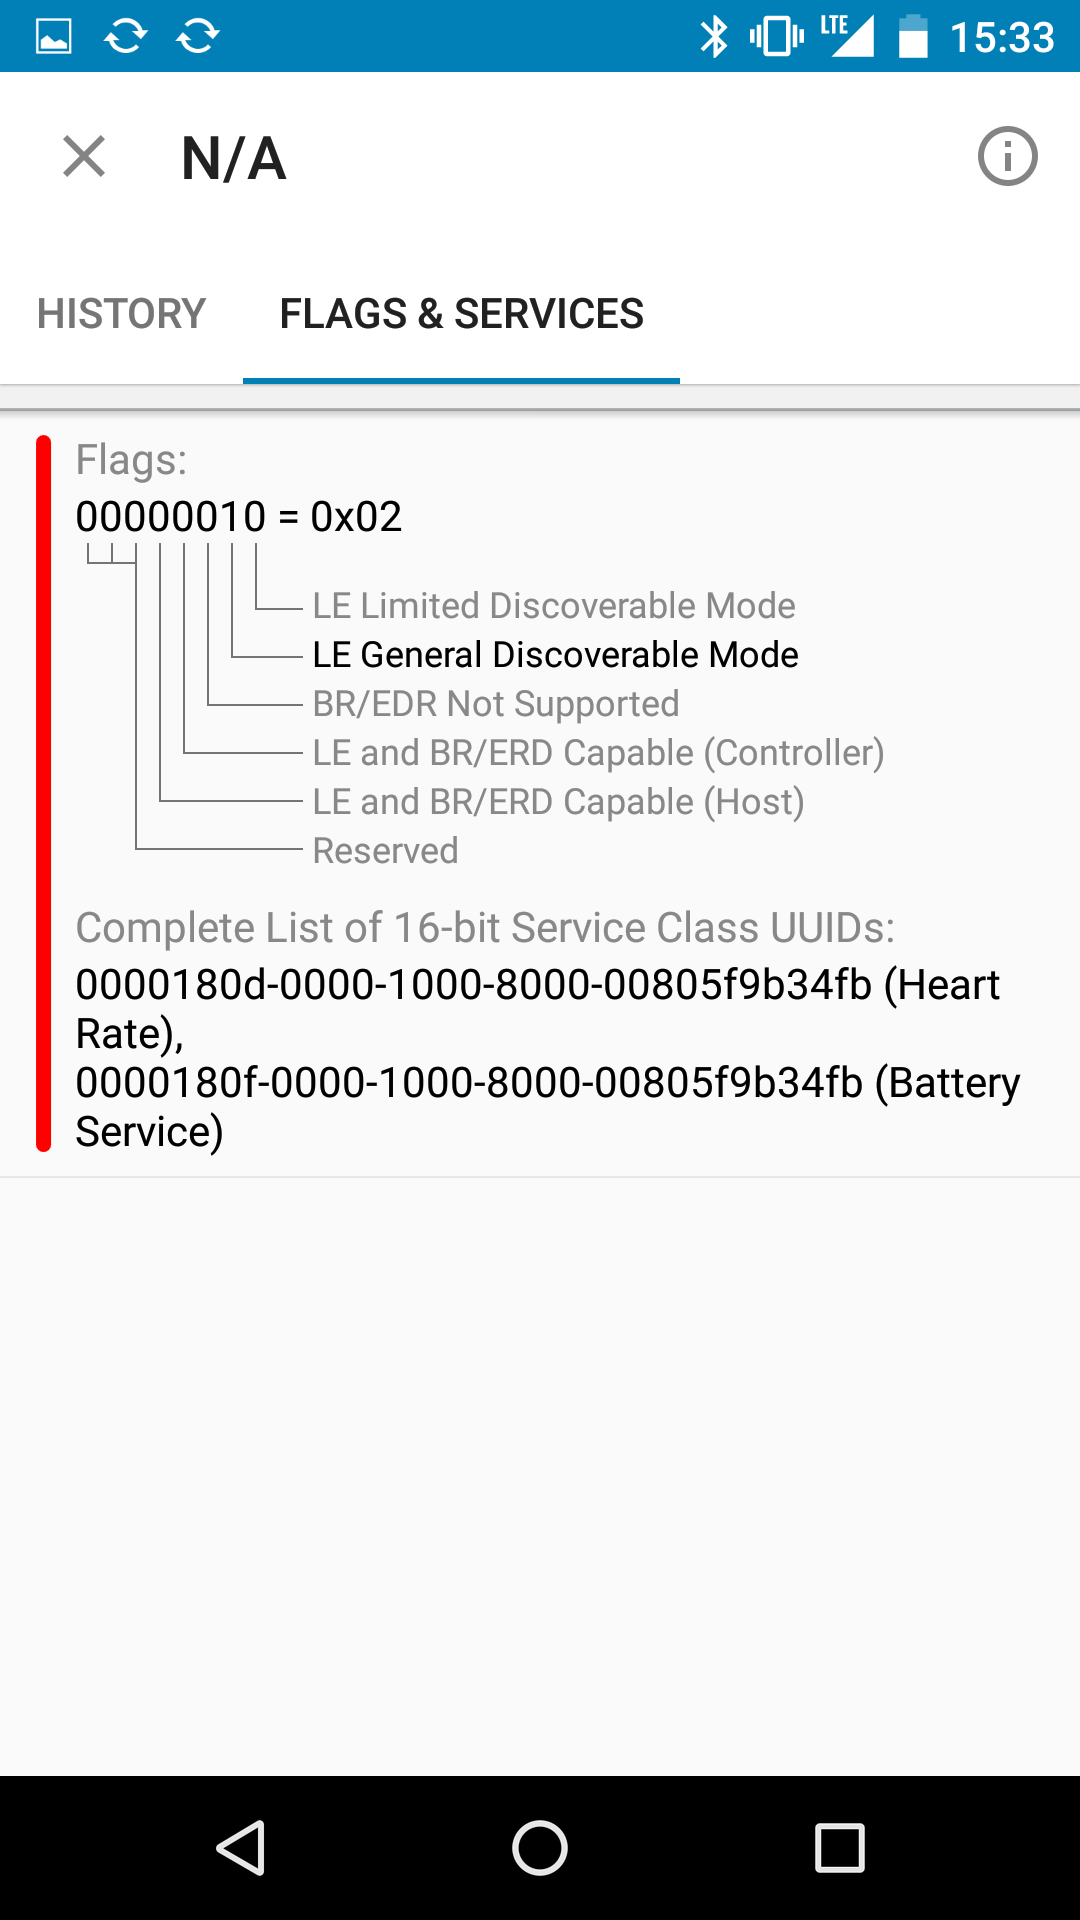 LTE 15:33
N/A
HISTORY FLAGS & SERVICES
Flags:
00000010 = 0x02
LE Limited Discoverable Mode
LE General Discoverable Mode
BR/EDR Not Supported
LE and BR/ERD Capable (Controller)
LE and BR/ERD Capable (Host)
Reserved
Complete List of 16-bit Service Class UUIDs:
0000180d-0000-1000-8000-00805f9b34fb (Heart
Rate),
0000180f-0000-1000-8000-00805f9b34fb (Battery
Service)